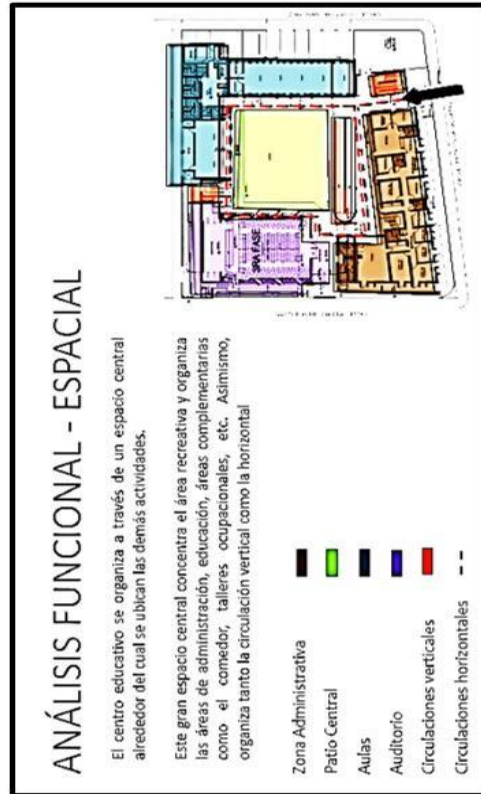 ANÁLISIS FUNCIONAL - ESPACIAL
El centro educativo se organiza a través de un espacio central
alrededor del cual se ubican las demás actividades.
Este gran espacio central concentra el área recreativa y organiza
las áreas de administración, educación, áreas complementarias
como el comedor, talleres ocupacionales, etc. Asimismo,
organiza tanto la circulación vertical como la horizontal
Zona Administrativa
Patio Central
Aulas
Auditorio
Circulaciones verticales
Circulaciones horizontales
3RA FASE